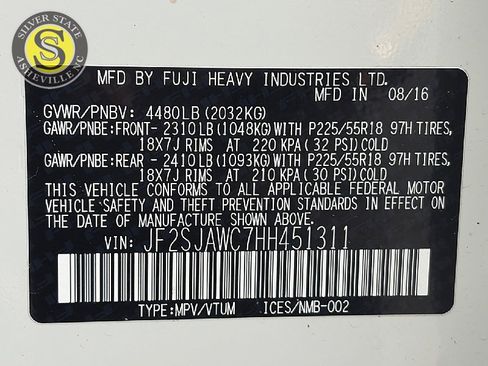 SILVER STATE
S
ASHEVILLE, NC
MFD BY FUJI HEAVY INDUSTRIES LTD.
MFD IN 08/16
GVWR/PNBV: 4480LB (2032KG)
GAWR/PNBE:FRONT- 2310LB (1048KG) WITH P225/55R18 97H TIRES,
18X7J RIMS AT 220 KPA (32 PSI) COLD
GAWR/PNBE:REAR - 2410LB (1093KG) WITH P225/55R18 97H TIRES,
18X7J RIMS AT 210 KPA (30 PSI) COLD
THIS VEHICLE CONFORMS TO ALL APPLICABLE FEDERAL MOTOR
VEHICLE SAFETY AND THEFT PREVENTION STANDARDS IN EFFECT
ON THE DATE OF MANUFACTURE SHOWN ABOVE.
VIN: JF2SJAWC7HH451311
TYPE:MPV/VTUM ICES/NMB-002